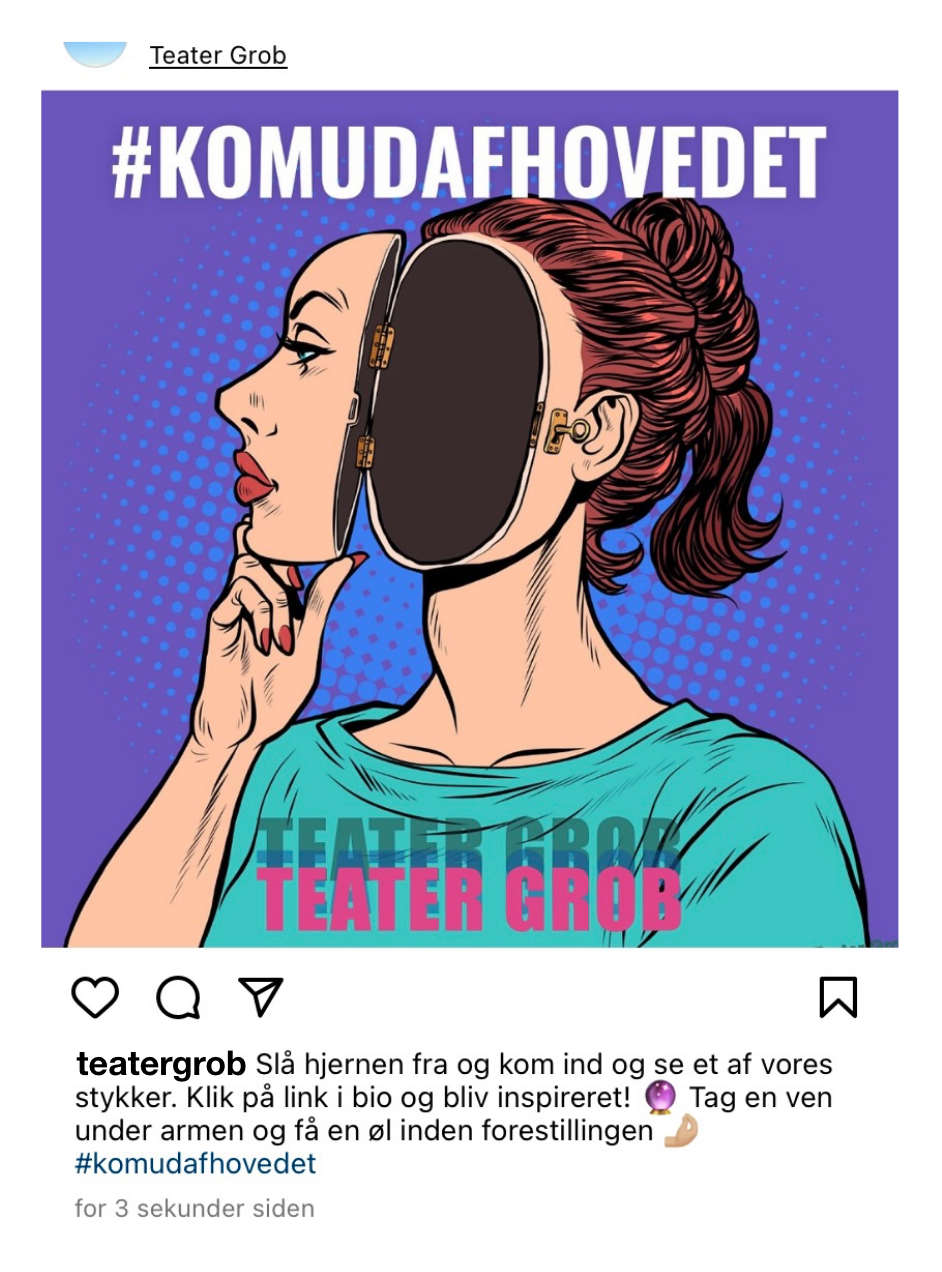 Teater Grob
#KOMUDAFHOVEDET
TEATER GROB
TEATER GROB
teatergrob Slå hjernen fra og kom ind og se et af vores
stykker. Klik på link i bio og bliv inspireret! 🔮 Tag en ven
under armen og få en øl inden forestillingen 🤌🏼
#komudafhovedet
for 3 sekunder siden